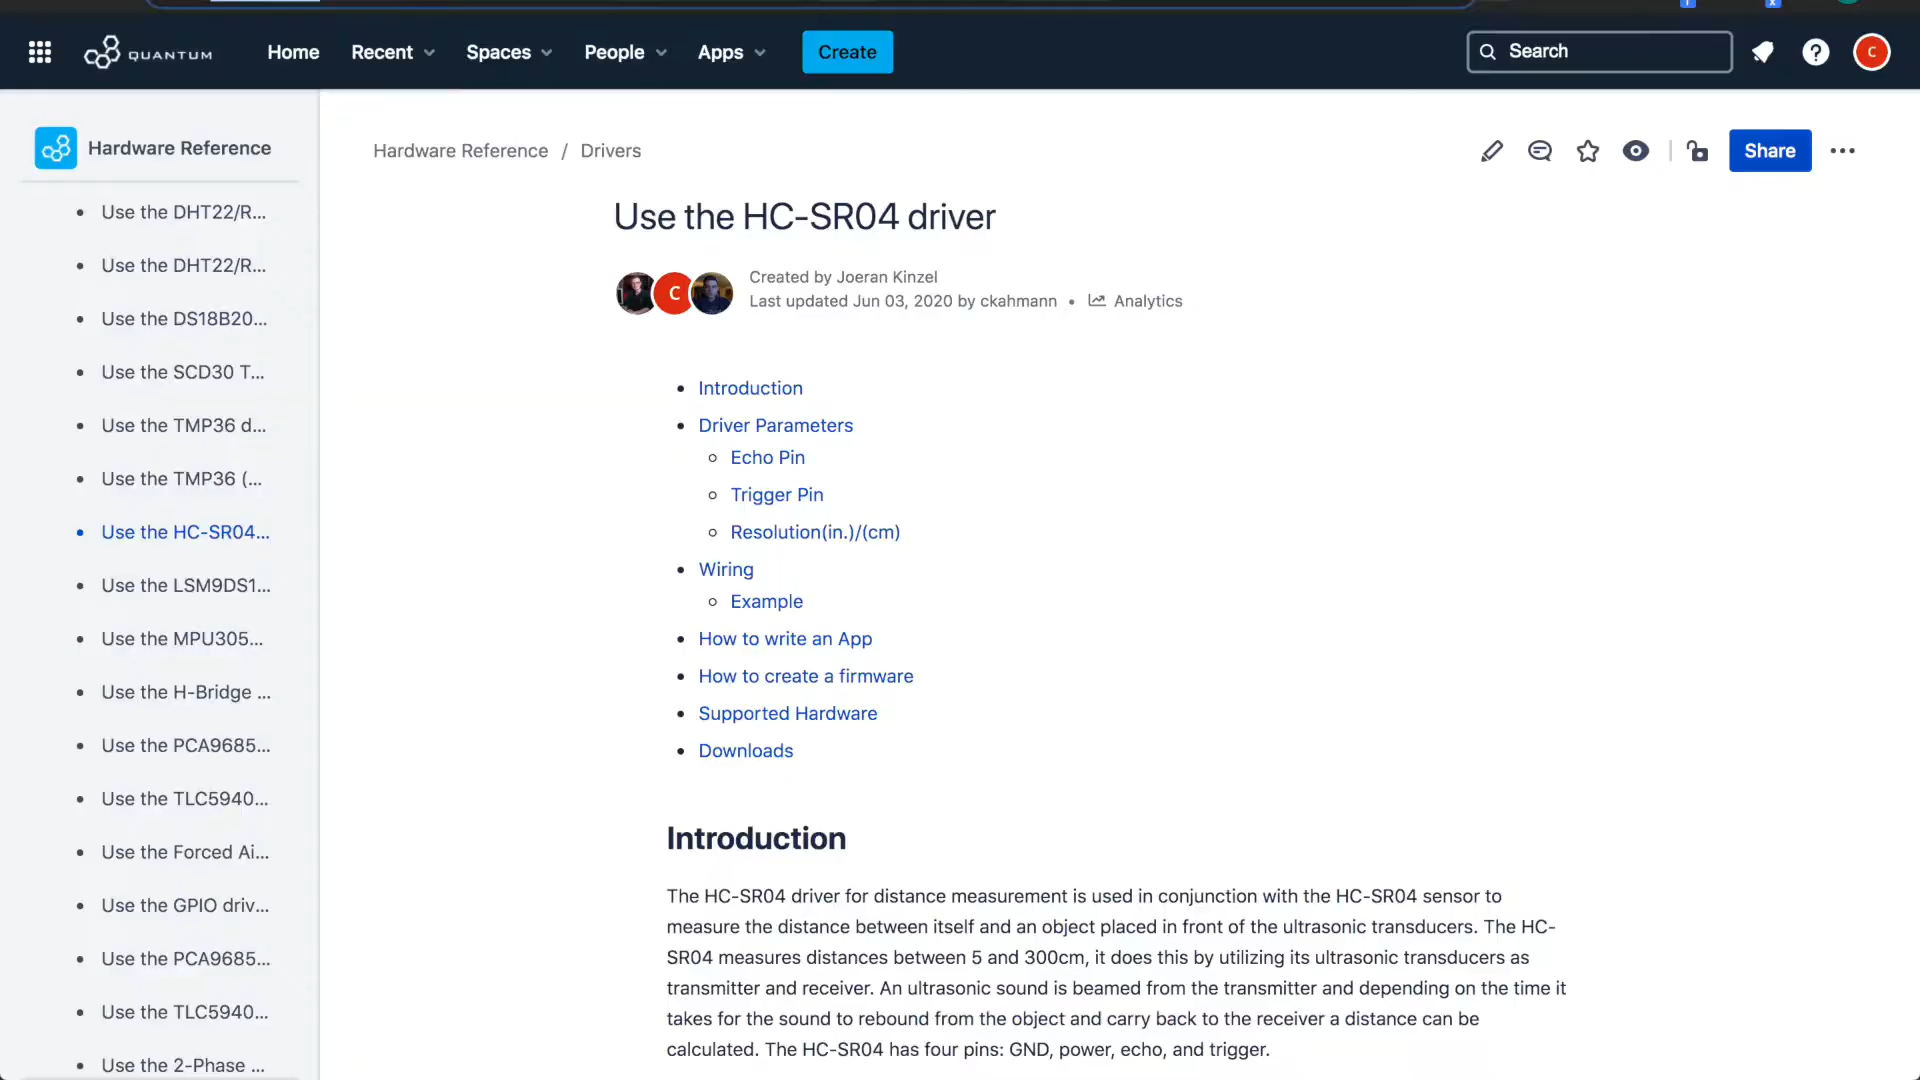 QUANTUM
Home
Recent
Spaces
People
Apps
Create
Search
C
Hardware Reference
Use the DHT22/R...
Use the DHT22/R...
Use the DS18B20...
Use the SCD30 T...
Use the TMP36 d...
Use the TMP36 (...
Use the HC-SR04...
Use the LSM9DS1...
Use the MPU305...
Use the H-Bridge ...
Use the PCA9685...
Use the TLC5940...
Use the Forced Ai...
Use the GPIO driv...
Use the PCA9685...
Use the TLC5940...
Use the 2-Phase ...
Hardware Reference / Drivers
Share
Use the HC-SR04 driver
C
Created by Joeran Kinzel
Last updated Jun 03, 2020 by ckahmann • Analytics
Introduction
Driver Parameters
Echo Pin
Trigger Pin
Resolution(in.)/(cm)
Wiring
Example
How to write an App
How to create a firmware
Supported Hardware
Downloads
Introduction
The HC-SR04 driver for distance measurement is used in conjunction with the HC-SR04 sensor to
measure the distance between itself and an object placed in front of the ultrasonic transducers. The HC-
SR04 measures distances between 5 and 300cm, it does this by utilizing its ultrasonic transducers as
transmitter and receiver. An ultrasonic sound is beamed from the transmitter and depending on the time it
takes for the sound to rebound from the object and carry back to the receiver a distance can be
calculated. The HC-SR04 has four pins: GND, power, echo, and trigger.